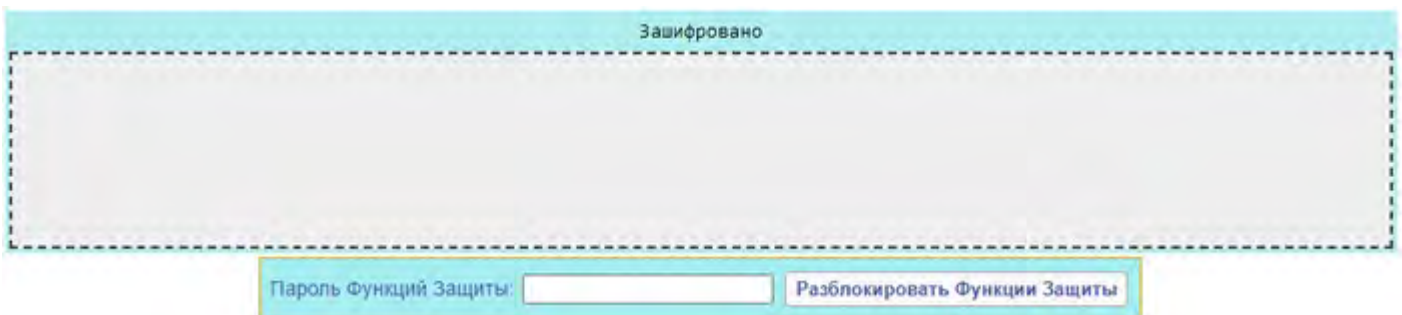 Зашифровано
Пароль Функций Защиты: Разблокировать Функции Защиты